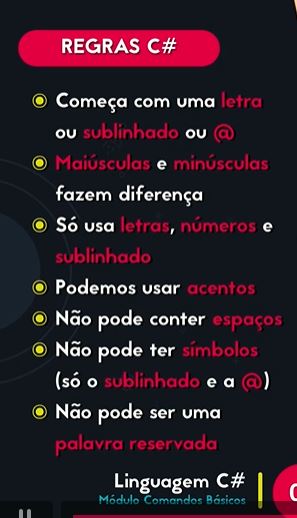 REGRAS C#
Começa com uma letra
ou sublinhado ou @
Maiúsculas e minúsculas
fazem diferença
Só usa letras, números e
sublinhado
Podemos usar acentos
Não pode conter espaços
Não pode ter símbolos
(só o sublinhado e a @)
Não pode ser uma
palavra reservada
Linguagem C#
Módulo Comandos Básicos